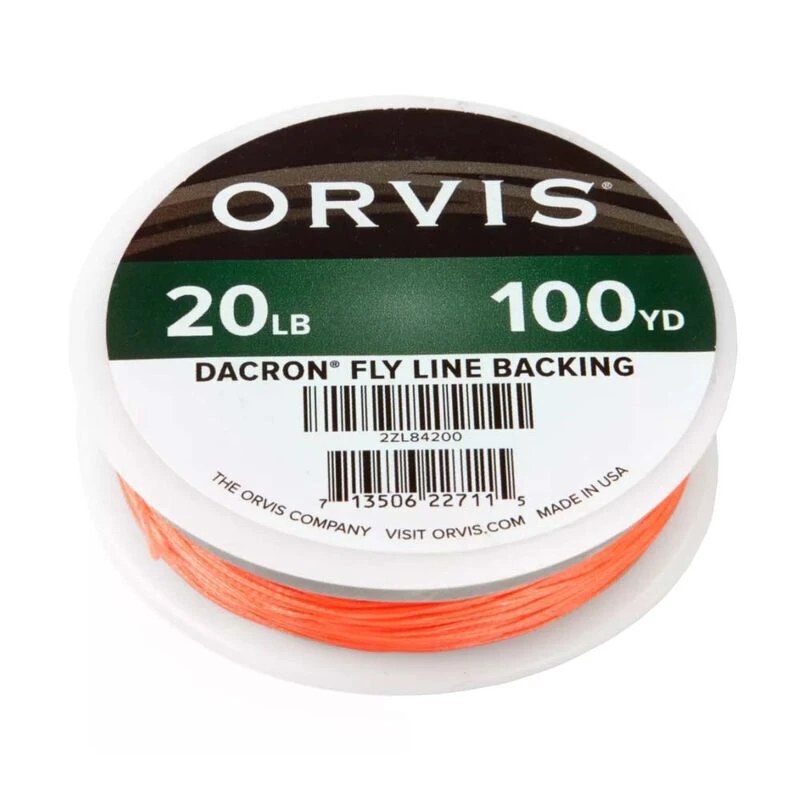 ORVIS®
20LB 100YD
DACRON® FLY LINE BACKING
2ZL84200
7 13506 22711 5
THE ORVIS COMPANY VISIT ORVIS.COM MADE IN USA